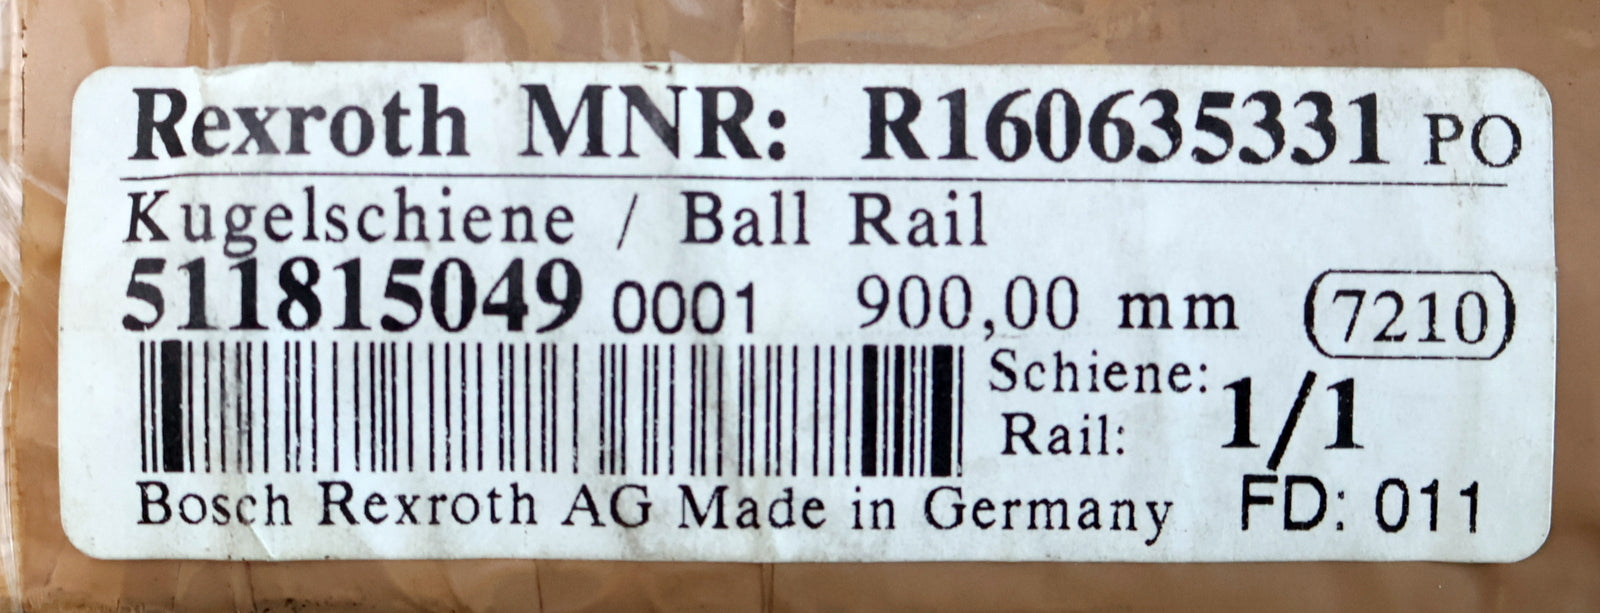 Rexroth MNR: R160635331 PO
Kugelschiene / Ball Rail
511815049 0001 900,00 mm 7210
Schiene: 1/1
Rail:
Bosch Rexroth AG Made in Germany FD: 011